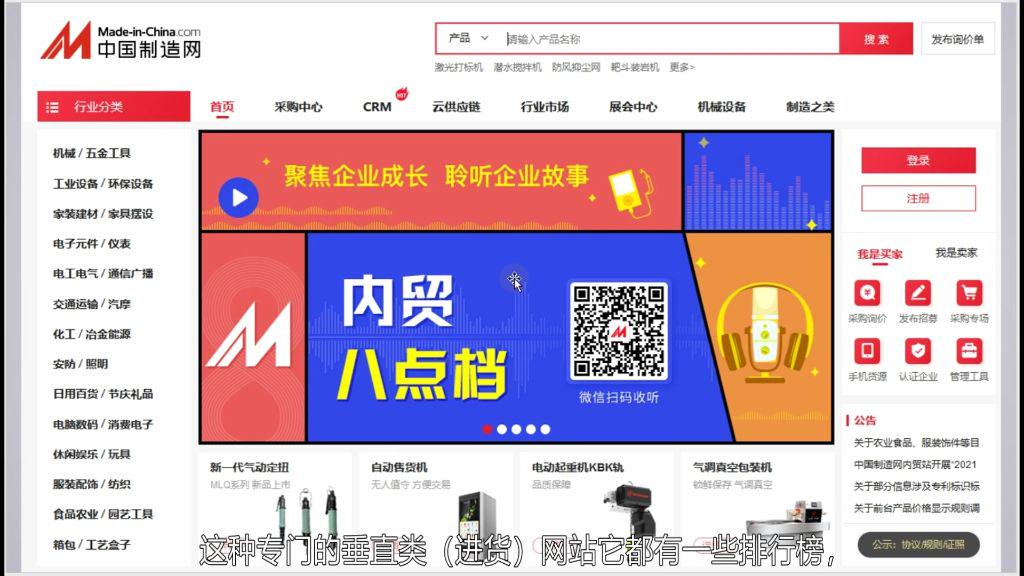 Made-in-China.com
中国制造网
产品
请输入产品名称
搜索
发布询价单
激光打标机 潜水搅拌机 防风抑尘网 耙斗装岩机 更多>
行业分类
首页
采购中心
CRM
HOT
云供应链
行业市场
展会中心
机械设备
制造之美
机械 / 五金工具
工业设备 / 环保设备
家装建材 / 家具摆设
电子元件 / 仪表
电工电气 / 通信广播
交通运输 / 汽摩
化工 / 冶金能源
安防 / 照明
日用百货 / 节庆礼品
电脑数码 / 消费电子
休闲娱乐 / 玩具
服装配饰 / 纺织
食品农业 / 园艺工具
箱包 / 工艺盒子
聚焦企业成长 聆听企业故事
内贸
八点档
微信扫码收听
登录
注册
我是买家
我是卖家
采购询价
发布招募
采购专场
手机货源
认证企业
管理工具
公告
关于农业食品、服装饰件等目
中国制造网内贸站开展“2021
关于部分信息涉及专利标识标
关于前台产品价格显示规则调
公示：协议/规则/证照
新一代气动定扭
MLQ系列 新品上市
自动售货机
无人值守 方便交易
电动起重机KBK轨
品质保障
气调真空包装机
锁鲜保存 气调真空
这种专门的垂直类（进货）网站它都有一些排行榜，